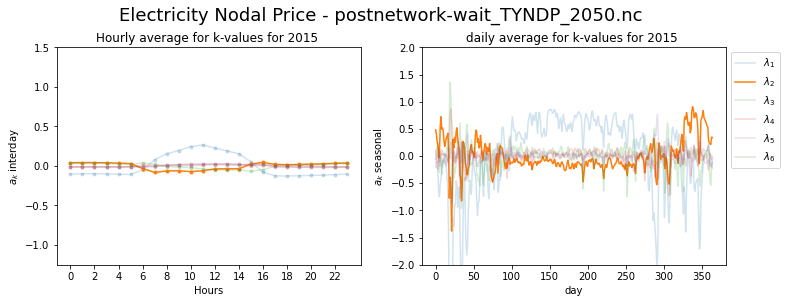 Electricity Nodal Price - postnetwork-wait_TYNDP_2050.nc
Hourly average for k-values for 2015
1.5
1.0
0.5
0.0
−0.5
−1.0
aₖ interday
0 2 4 6 8 10 12 14 16 18 20 22
Hours
daily average for k-values for 2015
2.0
1.5
1.0
0.5
0.0
−0.5
−1.0
−1.5
−2.0
aₖ seasonal
0 50 100 150 200 250 300 350
day
λ₁
λ₂
λ₃
λ₄
λ₅
λ₆